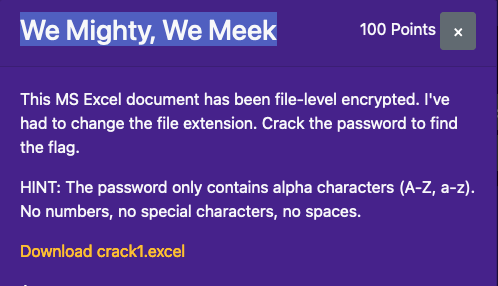 We Mighty, We Meek
100 Points
×
This MS Excel document has been file-level encrypted. I've
had to change the file extension. Crack the password to find
the flag.
HINT: The password only contains alpha characters (A-Z, a-z).
No numbers, no special characters, no spaces.
Download crack1.excel